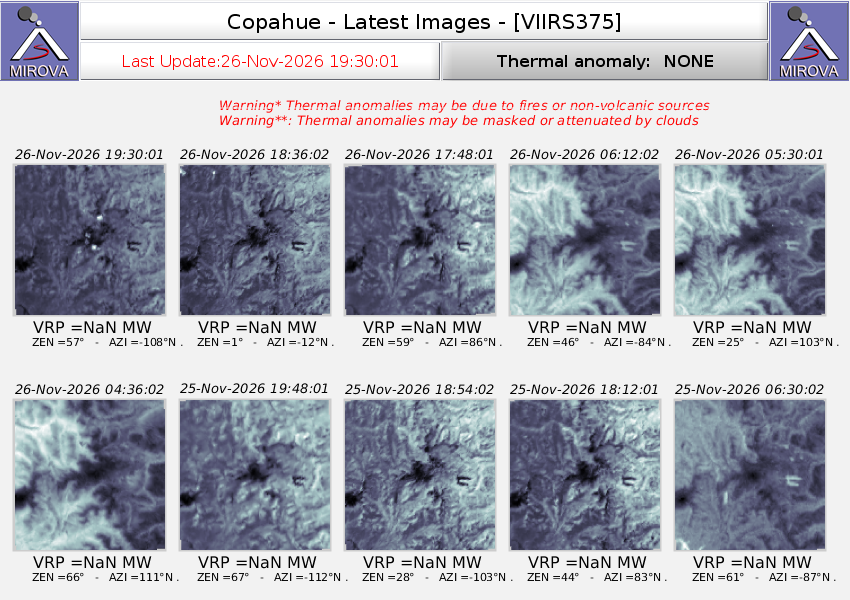 Copahue - Latest Images - [VIIRS375]
MIROVA
Last Update:26-Nov-2026 19:30:01
Thermal anomaly: NONE
MIROVA
Warning* Thermal anomalies may be due to fires or non-volcanic sources
Warning**: Thermal anomalies may be masked or attenuated by clouds
26-Nov-2026 19:30:01 26-Nov-2026 18:36:02 26-Nov-2026 17:48:01 26-Nov-2026 06:12:02 26-Nov-2026 05:30:01
VRP =NaN MW VRP =NaN MW VRP =NaN MW VRP =NaN MW VRP =NaN MW
ZEN =57° - AZI =-108°N . ZEN =1° - AZI =-12°N . ZEN =59° - AZI =86°N . ZEN =46° - AZI =-84°N . ZEN =25° - AZI =103°N .
26-Nov-2026 04:36:02 25-Nov-2026 19:48:01 25-Nov-2026 18:54:02 25-Nov-2026 18:12:01 25-Nov-2026 06:30:02
VRP =NaN MW VRP =NaN MW VRP =NaN MW VRP =NaN MW VRP =NaN MW
ZEN =66° - AZI =111°N . ZEN =67° - AZI =-112°N . ZEN =28° - AZI =-103°N . ZEN =44° - AZI =83°N . ZEN =61° - AZI =-87°N .